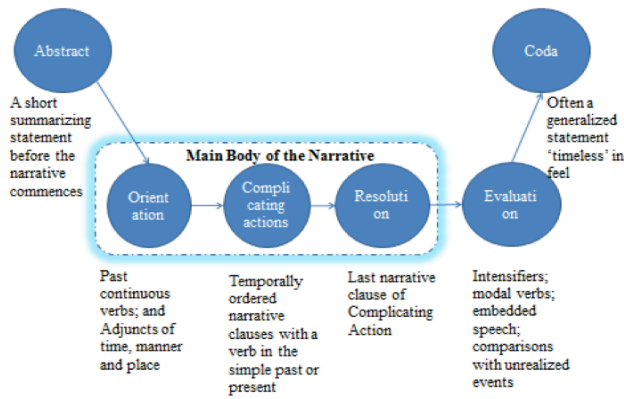 Abstract
Coda
A short
summarizing
statement
before the
narrative
commences
Often a
generalized
statement
‘timeless’ in
feel
Main Body of the Narrative
Orient
ation
Compli
cating
actions
Resoluti
on
Evaluati
on
Past
continuous
verbs; and
Adjuncts of
time, manner
and place
Temporally
ordered
narrative
clauses with a
verb in the
simple past or
present
Last narrative
clause of
Complicating
Action
Intensifiers;
modal verbs;
embedded
speech;
comparisons
with unrealized
events